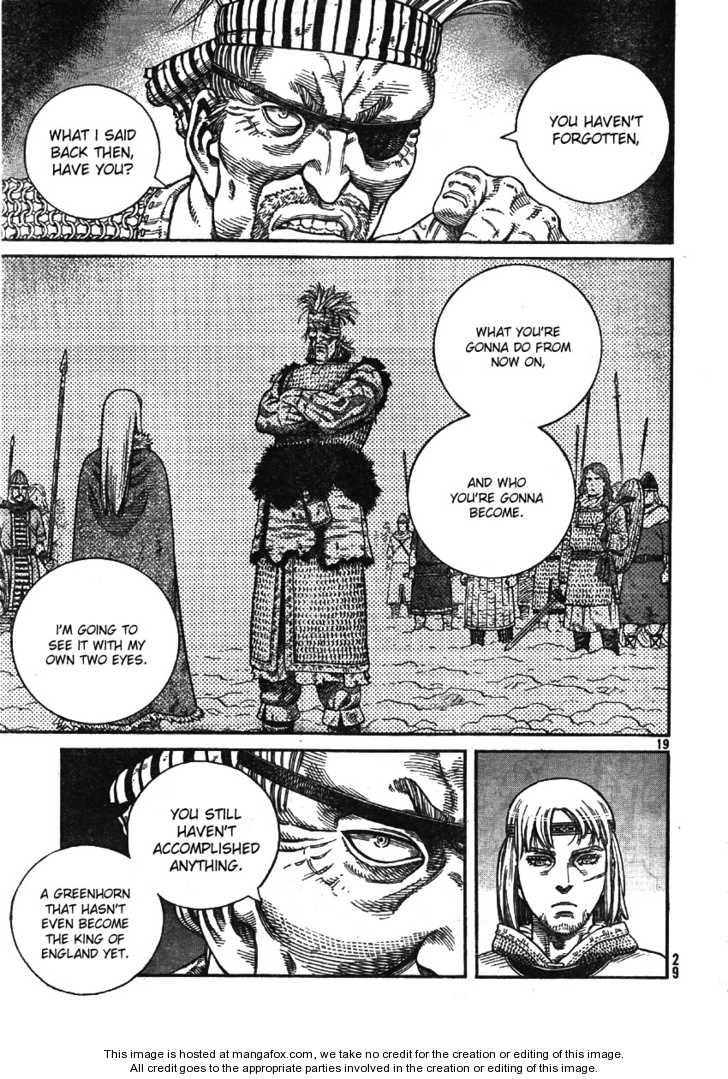 YOU HAVEN'T
FORGOTTEN,
WHAT I SAID
BACK THEN,
HAVE YOU?
WHAT YOU'RE
GONNA DO FROM
NOW ON,
AND WHO
YOU'RE GONNA
BECOME.
I'M GOING TO
SEE IT WITH MY
OWN TWO EYES.
19
YOU STILL
HAVEN'T
ACCOMPLISHED
ANYTHING.
A GREENHORN
THAT HASN'T
EVEN BECOME
THE KING OF
ENGLAND YET.
29
This image is hosted at mangafox.com, we take no credit for the creation or editing of this image.
All credit goes to the appropriate parties involved in the creation or editing of this image.